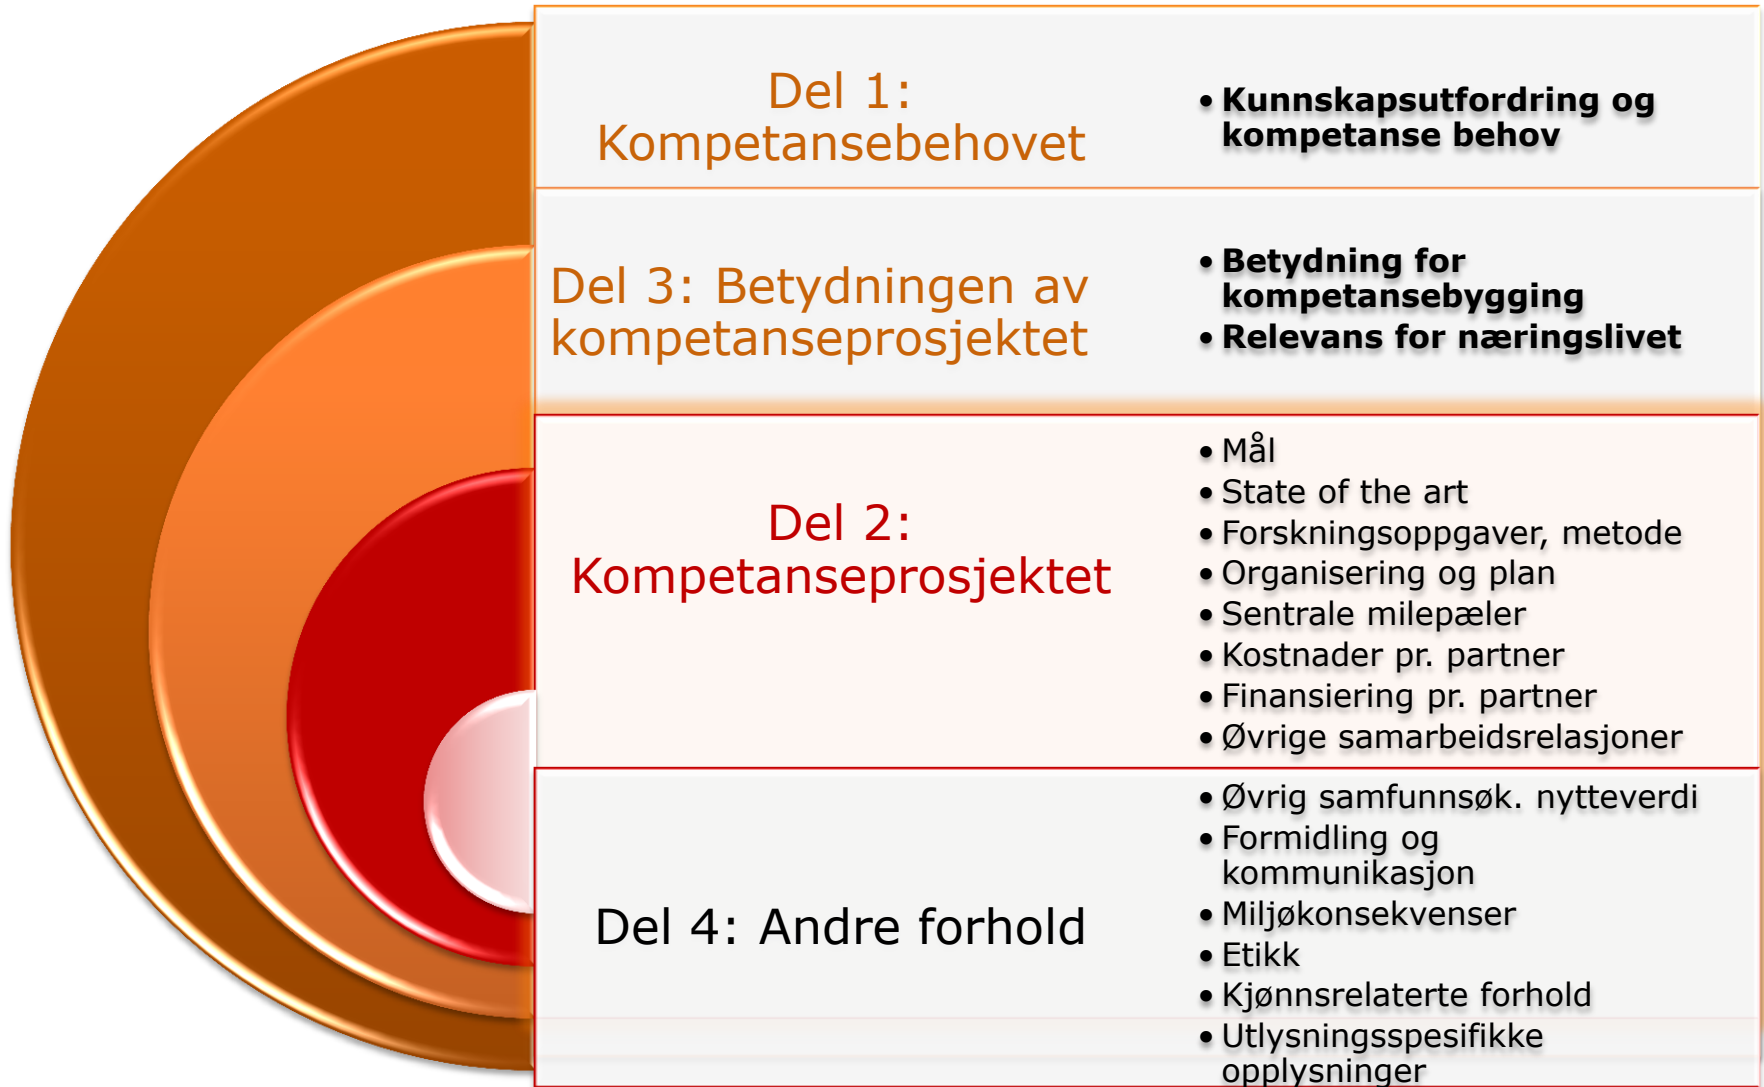 Del 1:
Kompetansebehovet
• Kunnskapsutfordring og
kompetanse behov
Del 3: Betydningen av
kompetanseprosjektet
• Betydning for
kompetansebygging
• Relevans for næringslivet
Del 2:
Kompetanseprosjektet
• Mål
• State of the art
• Forskningsoppgaver, metode
• Organisering og plan
• Sentrale milepæler
• Kostnader pr. partner
• Finansiering pr. partner
• Øvrige samarbeidsrelasjoner
Del 4: Andre forhold
• Øvrig samfunnsøk. nytteverdi
• Formidling og
kommunikasjon
• Miljøkonsekvenser
• Etikk
• Kjønnsrelaterte forhold
• Utlysningsspesifikke
opplysninger